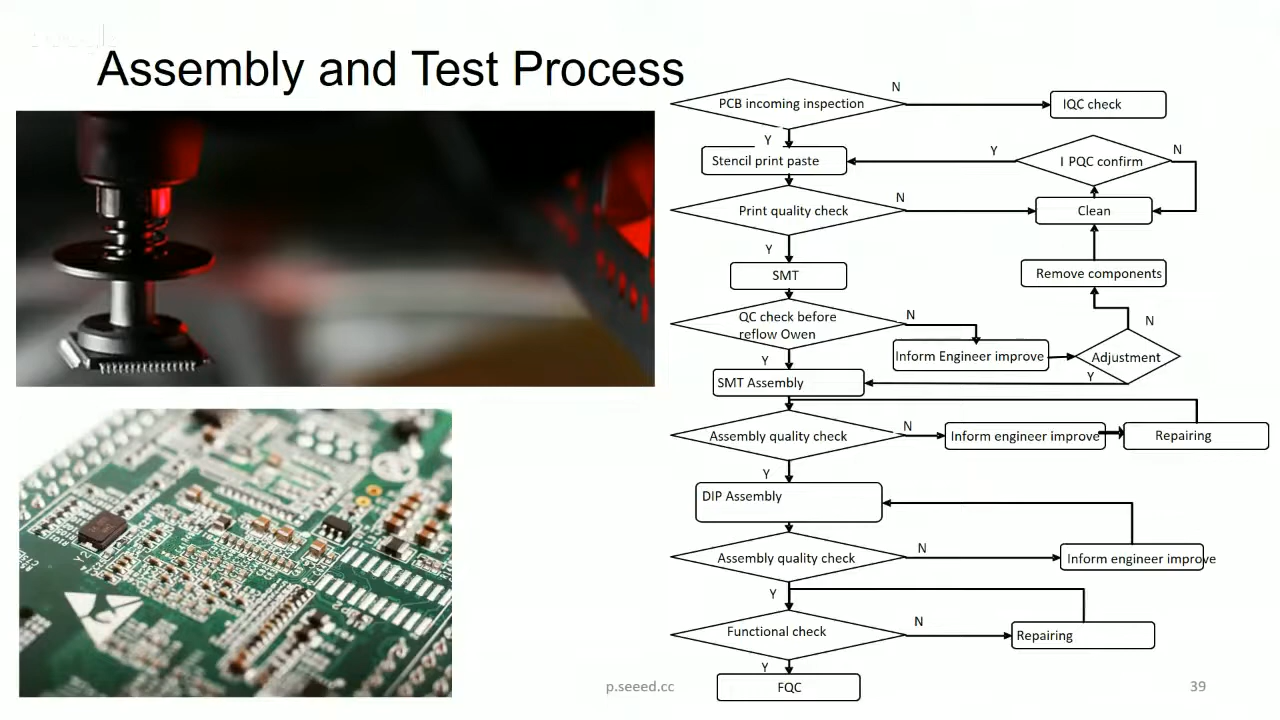 Assembly and Test Process
PCB incoming inspection
N
IQC check
Y
Stencil print paste
Y
I PQC confirm
N
Print quality check
N
Clean
Y
SMT
Remove components
QC check before
reflow Owen
N
N
Inform Engineer improve
Adjustment
Y
Y
SMT Assembly
Assembly quality check
N
Inform engineer improve
Repairing
Y
DIP Assembly
Assembly quality check
N
Inform engineer improve
Y
Functional check
N
Repairing
Y
FQC
p.seeed.cc
39